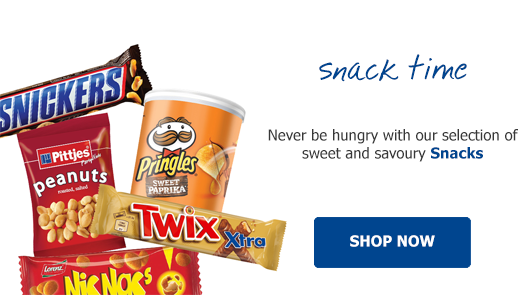 snack time
Never be hungry with our selection of
sweet and savoury Snacks
SHOP NOW
SNICKERS
Pringles
SWEET
PAPRIKA
Pittjes
peanuts
roasted, salted
TWIX
Xtra
Lorenz
NicNac's